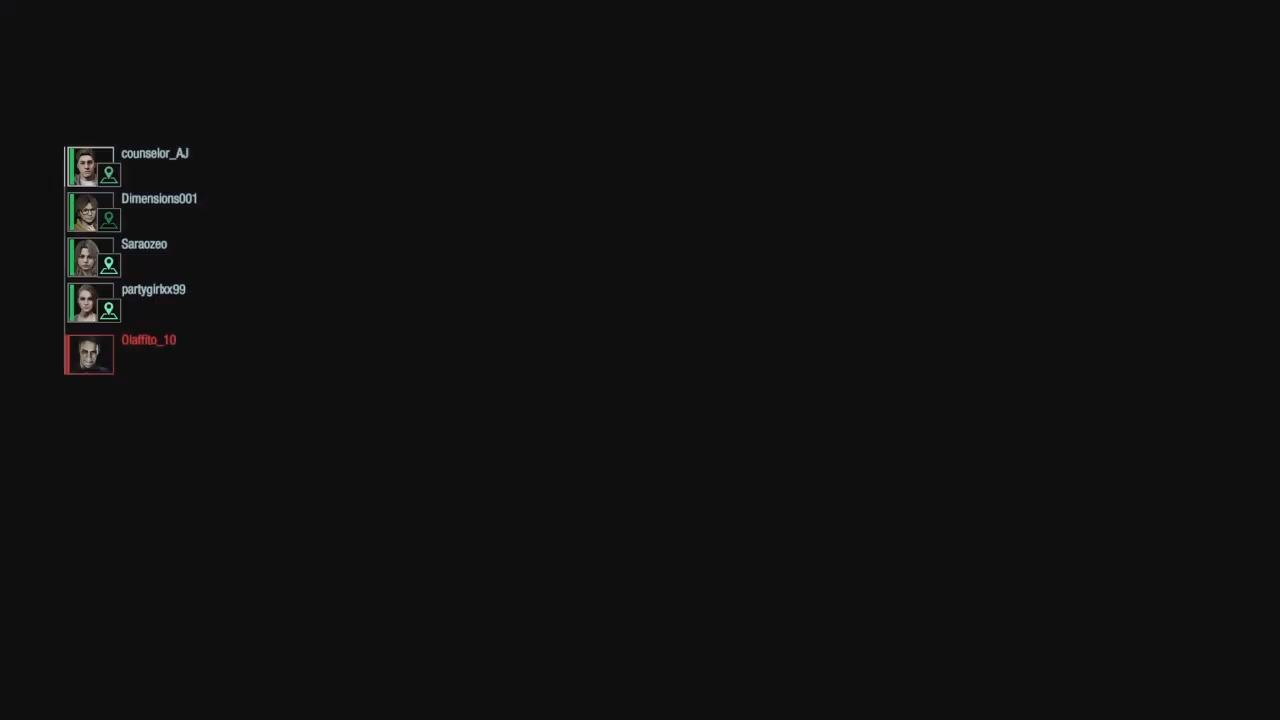 counselor_AJ
Dimensions001
Saraozeo
partygirlxx99
Olaffito_10